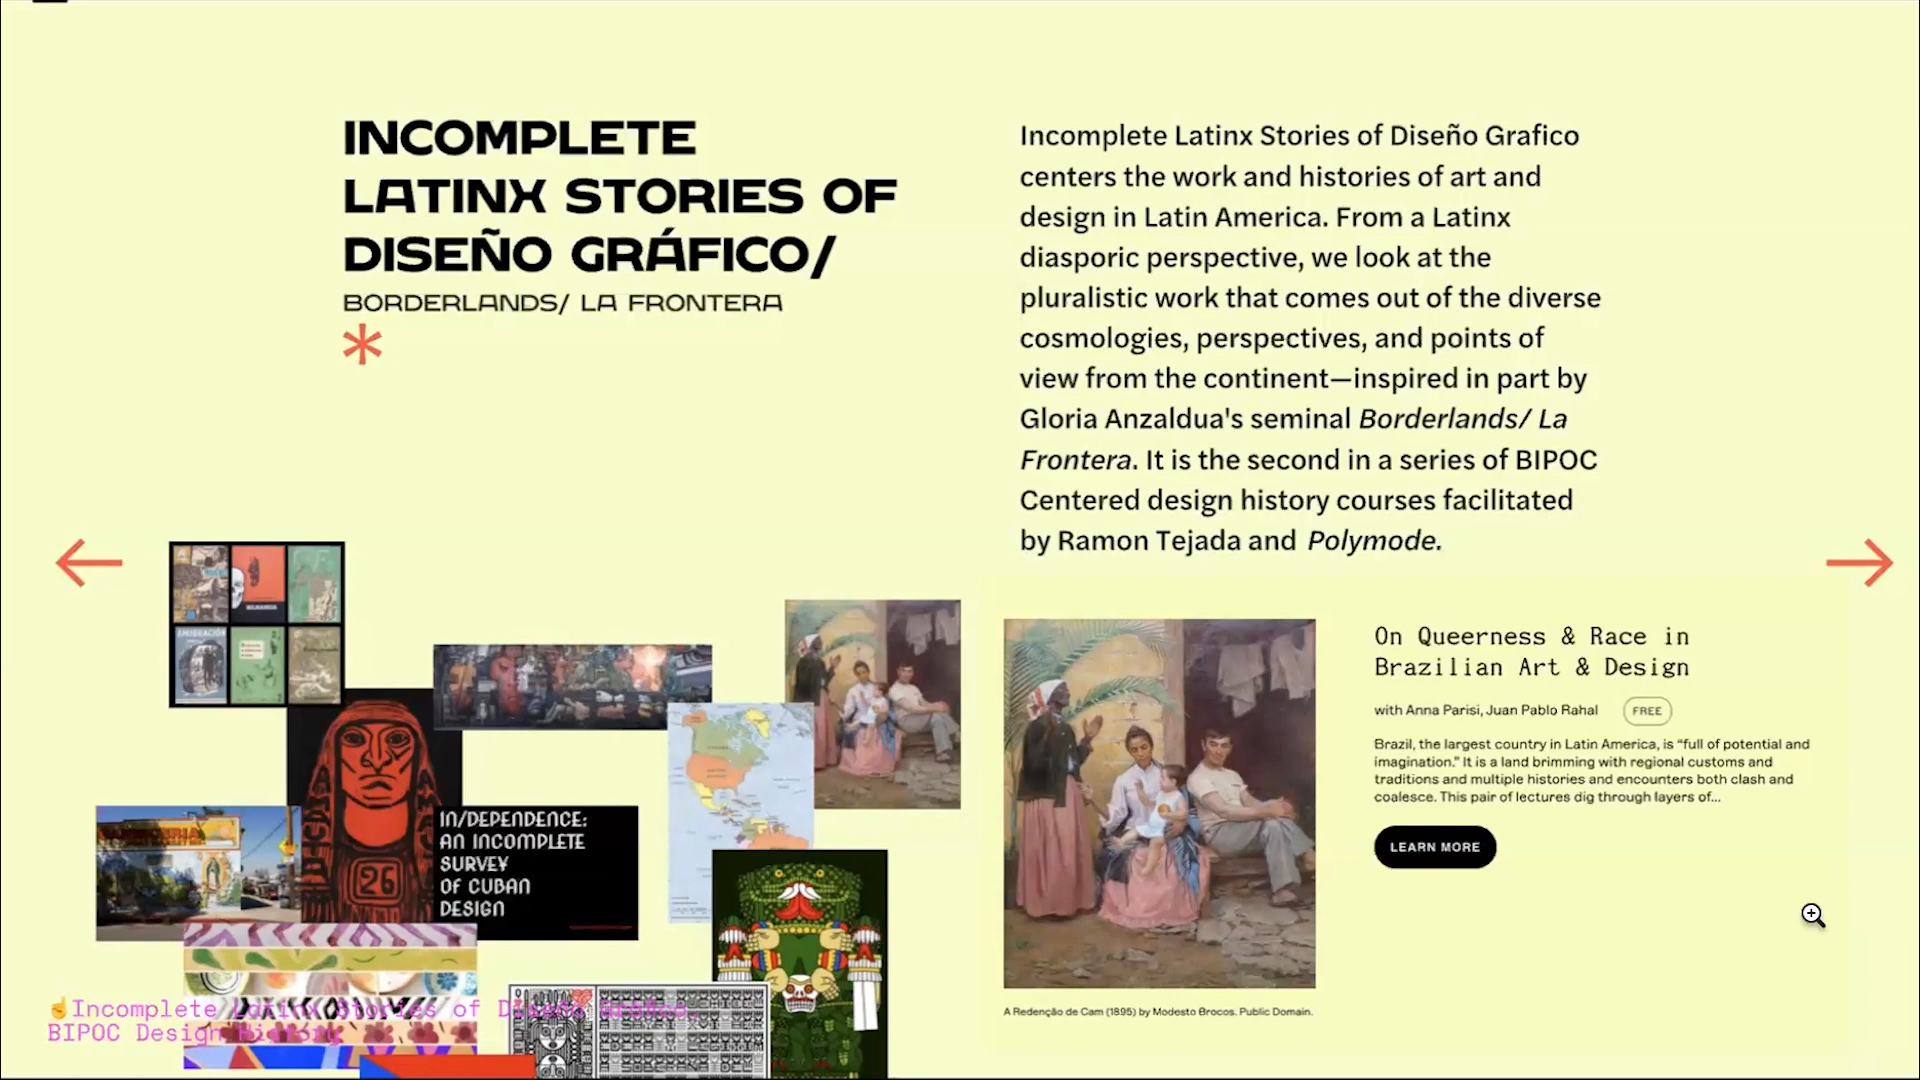 INCOMPLETE
LATINX STORIES OF
DISEÑO GRÁFICO/
BORDERLANDS/ LA FRONTERA
*
Incomplete Latinx Stories of Diseño Grafico
centers the work and histories of art and
design in Latin America. From a Latinx
diasporic perspective, we look at the
pluralistic work that comes out of the diverse
cosmologies, perspectives, and points of
view from the continent—inspired in part by
Gloria Anzaldua's seminal Borderlands/ La
Frontera. It is the second in a series of BIPOC
Centered design history courses facilitated
by Ramon Tejada and Polymode.
On Queerness & Race in
Brazilian Art & Design
with Anna Parisi, Juan Pablo Rahal
FREE
Brazil, the largest country in Latin America, is “full of potential and
imagination.” It is a land brimming with regional customs and
traditions and multiple histories and encounters both clash and
coalesce. This pair of lectures dig through layers of...
LEARN MORE
A Redenção de Cam (1895) by Modesto Brocos. Public Domain.
26
IN/DEPENDENCE:
AN INCOMPLETE
SURVEY
OF CUBAN
DESIGN
☝Incomplete Latinx Stories of Diseño Grafico,
BIPOC Design History